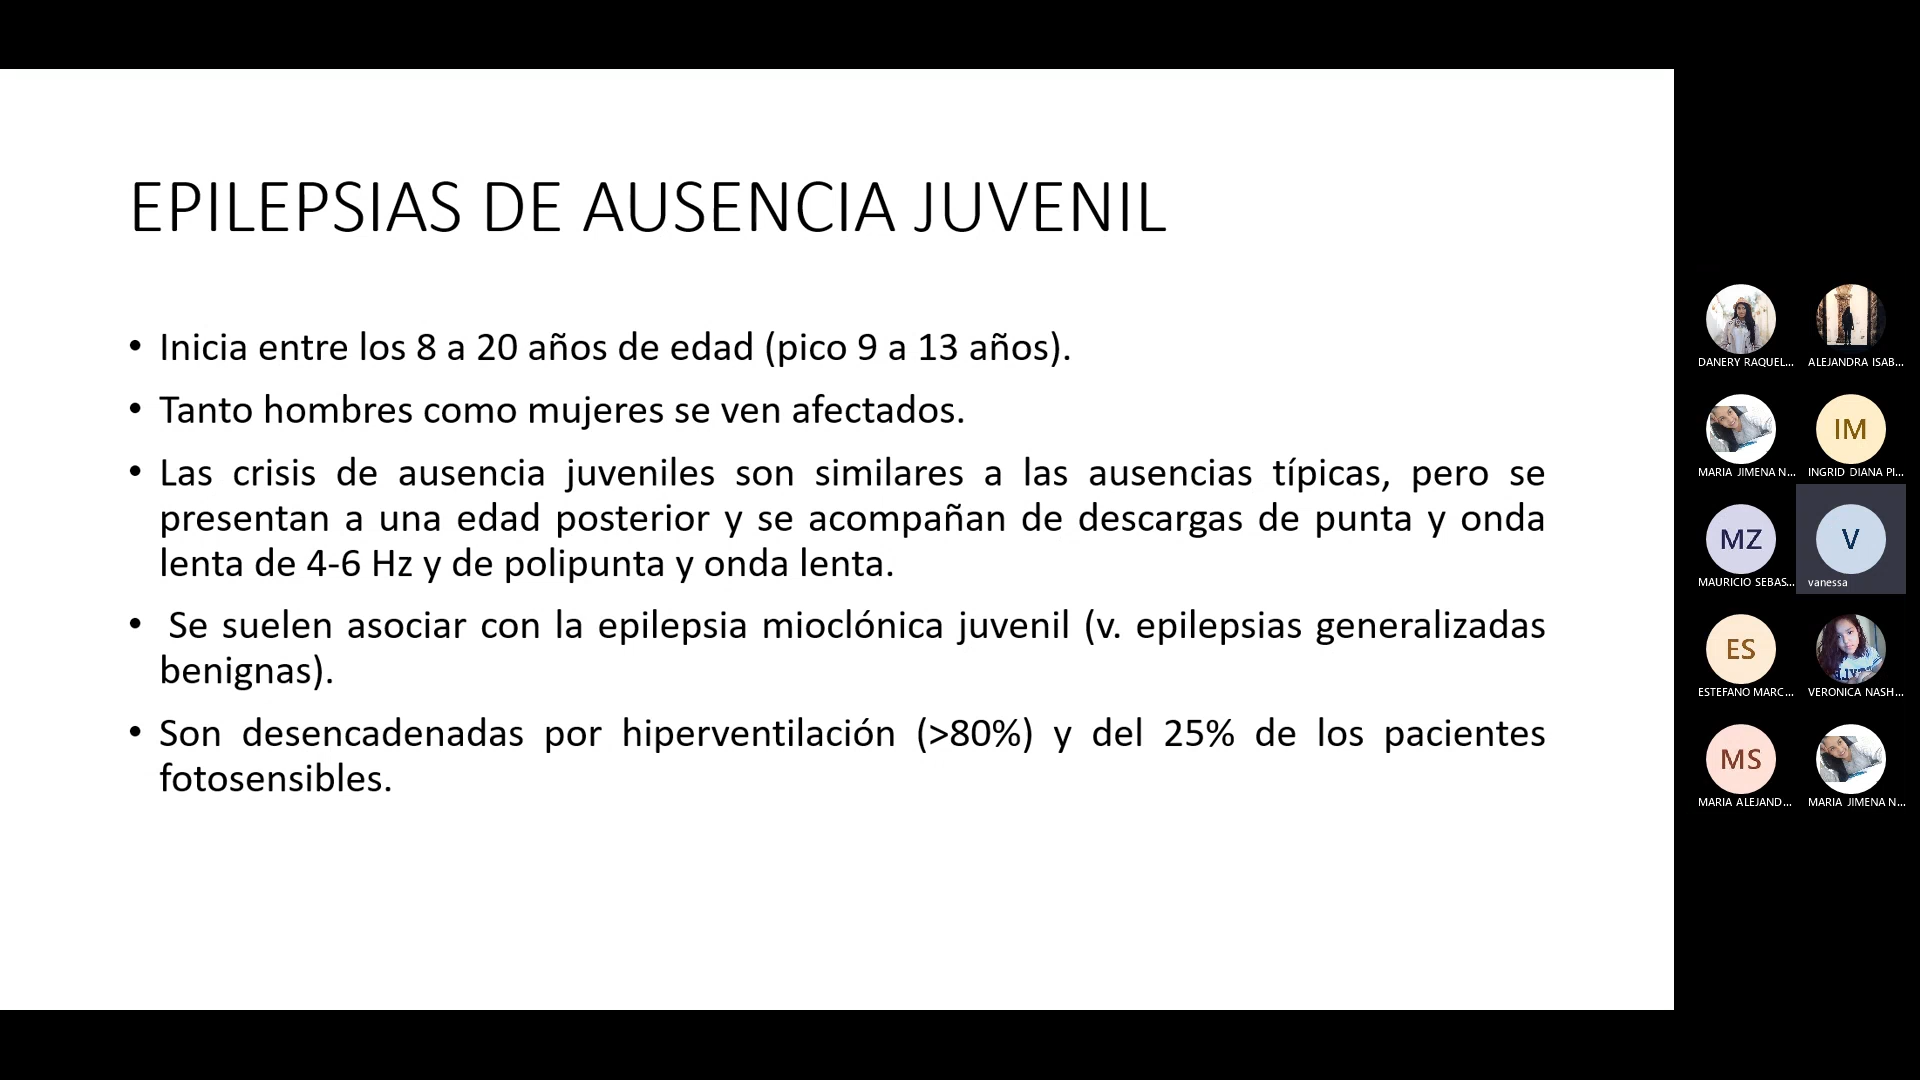 EPILEPSIAS DE AUSENCIA JUVENIL
• Inicia entre los 8 a 20 años de edad (pico 9 a 13 años).
• Tanto hombres como mujeres se ven afectados.
• Las crisis de ausencia juveniles son similares a las ausencias típicas, pero se
presentan a una edad posterior y se acompañan de descargas de punta y onda
lenta de 4-6 Hz y de polipunta y onda lenta.
• Se suelen asociar con la epilepsia mioclónica juvenil (v. epilepsias generalizadas
benignas).
• Son desencadenadas por hiperventilación (>80%) y del 25% de los pacientes
fotosensibles.
DANERY RAQUEL...
ALEJANDRA ISAB...
MARIA JIMENA N...
IM
INGRID DIANA PI...
MZ
MAURICIO SEBAS...
V
vanessa
ES
ESTEFANO MARC...
VERONICA NASH...
MS
MARIA ALEJAND...
MARIA JIMENA N...